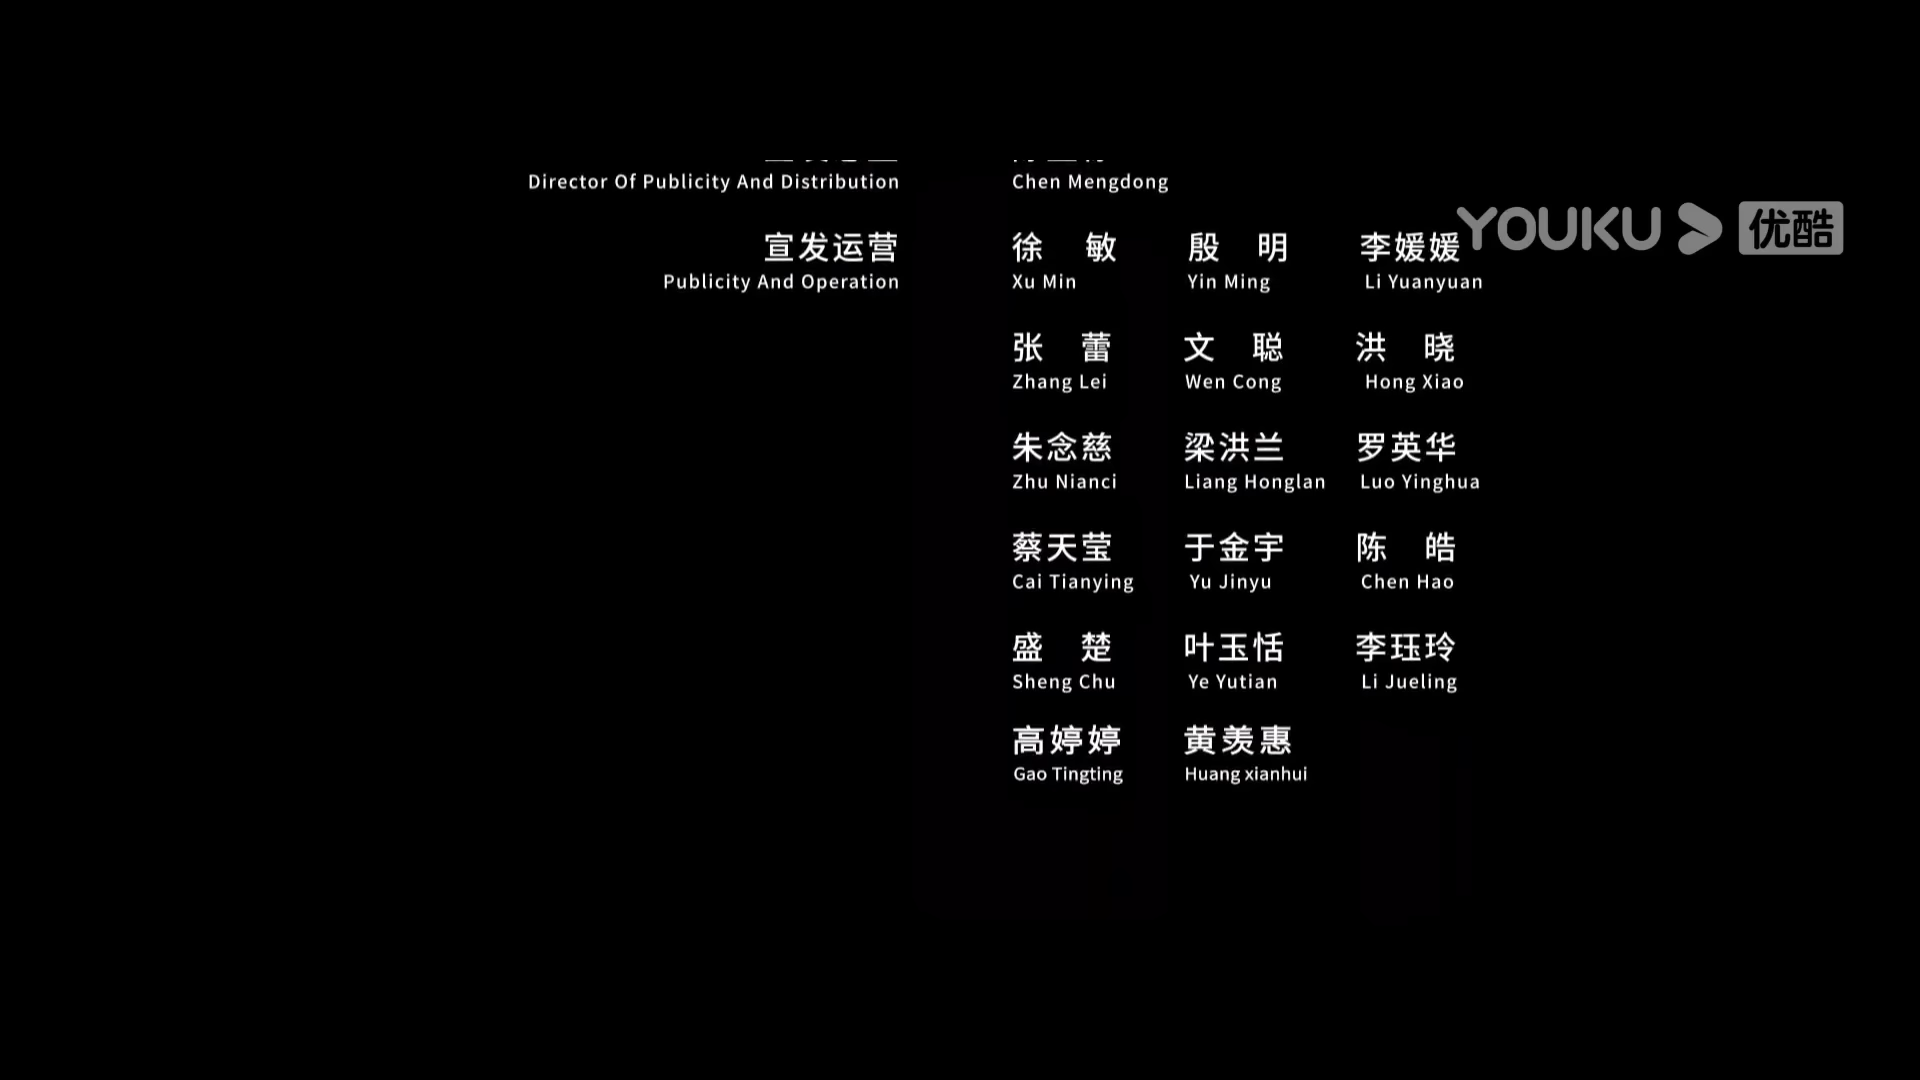 Director Of Publicity And Distribution Chen Mengdong
YOUKU 优酷
宣发运营 徐 敏 殷 明 李媛媛
Publicity And Operation Xu Min Yin Ming Li Yuanyuan
张 蕾 文 聪 洪 晓
Zhang Lei Wen Cong Hong Xiao
朱念慈 梁洪兰 罗英华
Zhu Nianci Liang Honglan Luo Yinghua
蔡天莹 于金宇 陈 皓
Cai Tianying Yu Jinyu Chen Hao
盛 楚 叶玉恬 李珏玲
Sheng Chu Ye Yutian Li Jueling
高婷婷 黄羡惠
Gao Tingting Huang xianhui